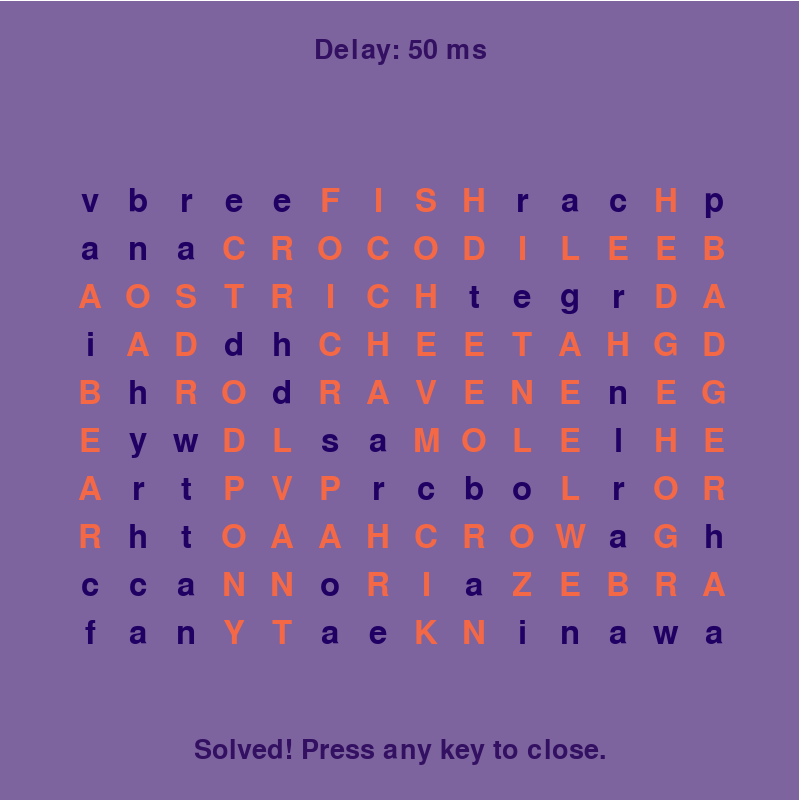 Delay: 50 ms
v b r e e F I S H r a c H p
a n a C R O C O D I L E E B
A O S T R I C H t e g r D A
i A D d h C H E E T A H G D
B h R O d R A V E N E n E G
E y w D L s a M O L E l H E
A r t P V P r c b o L r O R
R h t O A A H C R O W a G h
c c a N N o R I a Z E B R A
f a n Y T a e K N i n a w a
Solved! Press any key to close.